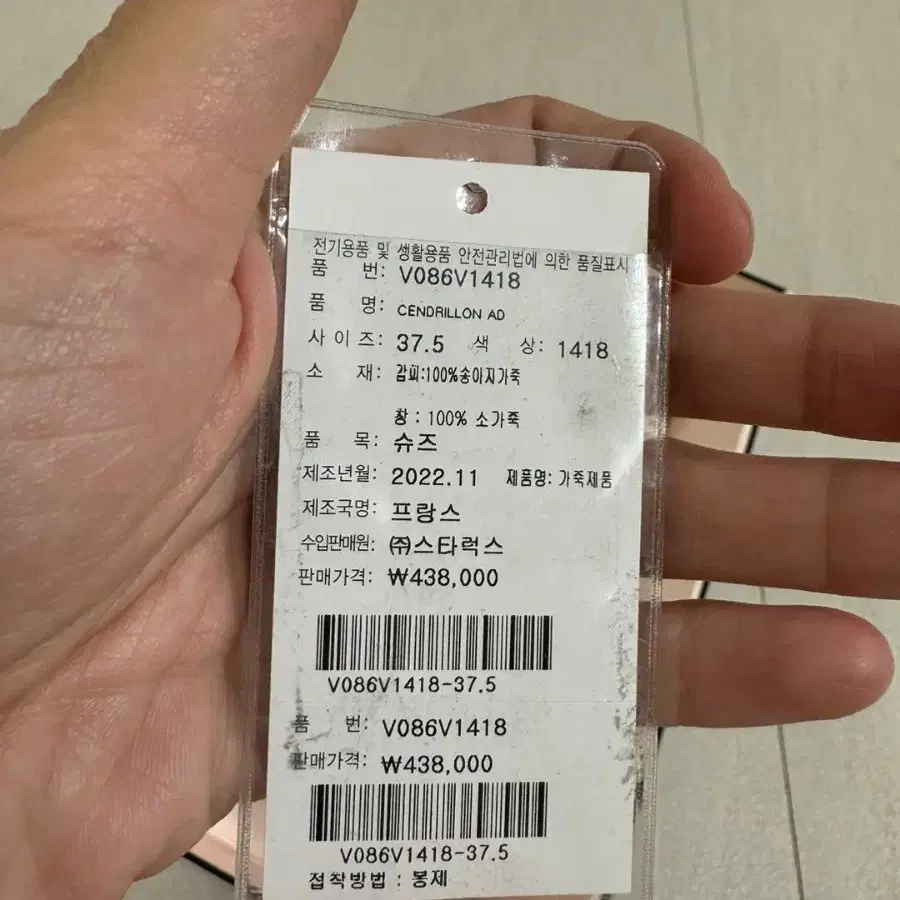 전기용품 및 생활용품 안전관리법에 의한 품질표시
품 번: V086V1418
품 명: CENDRILLON AD
사이즈: 37.5 색 상: 1418
소 재: 감피:100%송아지가죽
창 : 100% 소가죽
품 목: 슈즈
제조년월: 2022.11 제품명: 가죽제품
제조국명: 프랑스
수입판매원: ㈜스타럭스
판매가격: ₩438,000
V086V1418-37.5
품 번: V086V1418
판매가격: ₩438,000
V086V1418-37.5
접착방법 : 봉제